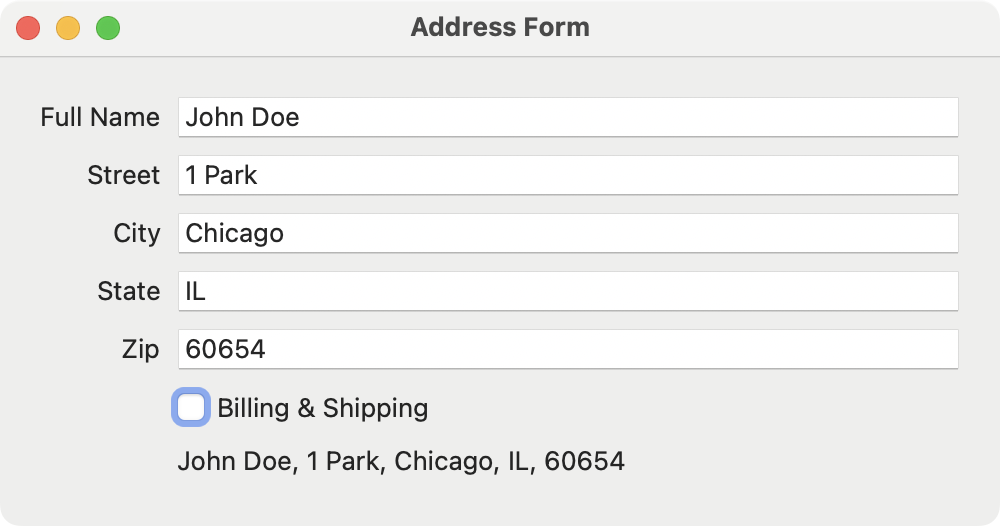 Address Form
Full Name John Doe
Street 1 Park
City Chicago
State IL
Zip 60654
Billing & Shipping
John Doe, 1 Park, Chicago, IL, 60654